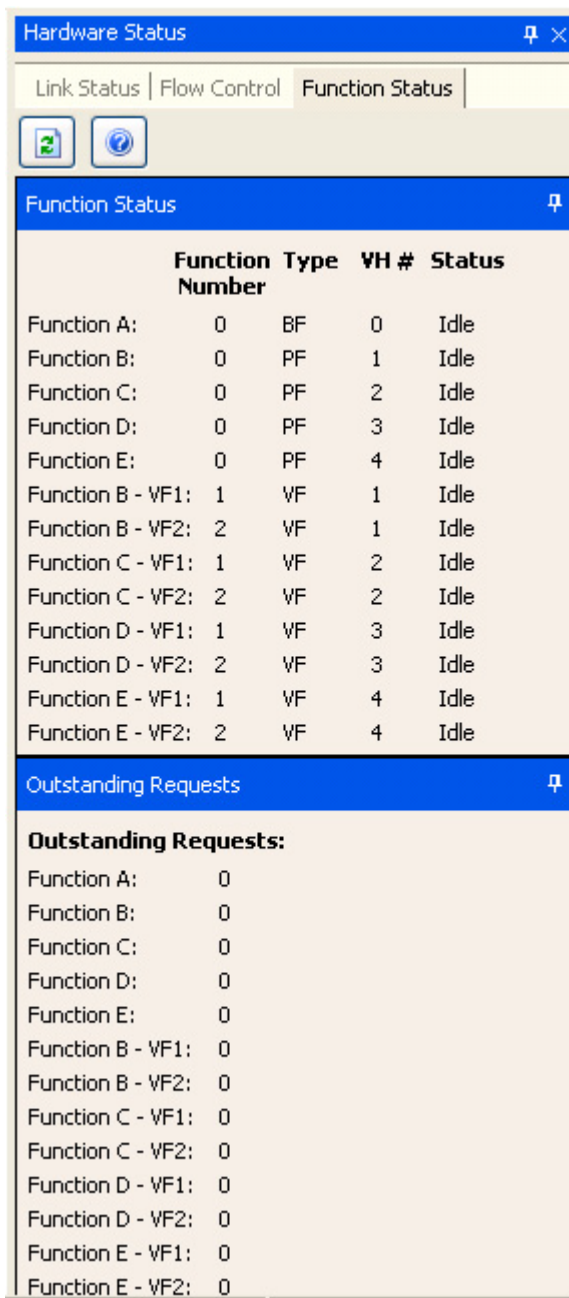 Hardware Status
Link Status Flow Control Function Status
Function Status
Function Number Type VH # Status
Function A: 0 BF 0 Idle
Function B: 0 PF 1 Idle
Function C: 0 PF 2 Idle
Function D: 0 PF 3 Idle
Function E: 0 PF 4 Idle
Function B - VF1: 1 VF 1 Idle
Function B - VF2: 2 VF 1 Idle
Function C - VF1: 1 VF 2 Idle
Function C - VF2: 2 VF 2 Idle
Function D - VF1: 1 VF 3 Idle
Function D - VF2: 2 VF 3 Idle
Function E - VF1: 1 VF 4 Idle
Function E - VF2: 2 VF 4 Idle
Outstanding Requests
Outstanding Requests:
Function A: 0
Function B: 0
Function C: 0
Function D: 0
Function E: 0
Function B - VF1: 0
Function B - VF2: 0
Function C - VF1: 0
Function C - VF2: 0
Function D - VF1: 0
Function D - VF2: 0
Function E - VF1: 0
Function E - VF2: 0